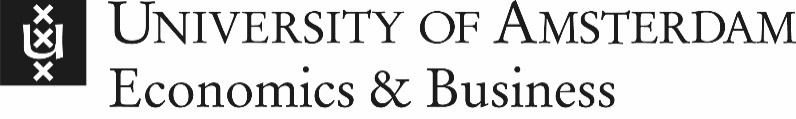 UNIVERSITY OF AMSTERDAM
Economics & Business